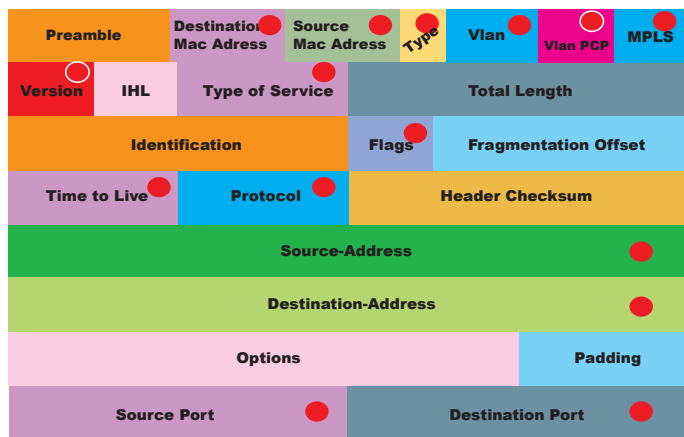 Preamble
Destination
Mac Adress
Source
Mac Adress
Type
Vlan
Vlan PCP
MPLS
Version
IHL
Type of Service
Total Length
Identification
Flags
Fragmentation Offset
Time to Live
Protocol
Header Checksum
Source-Address
Destination-Address
Options
Padding
Source Port
Destination Port